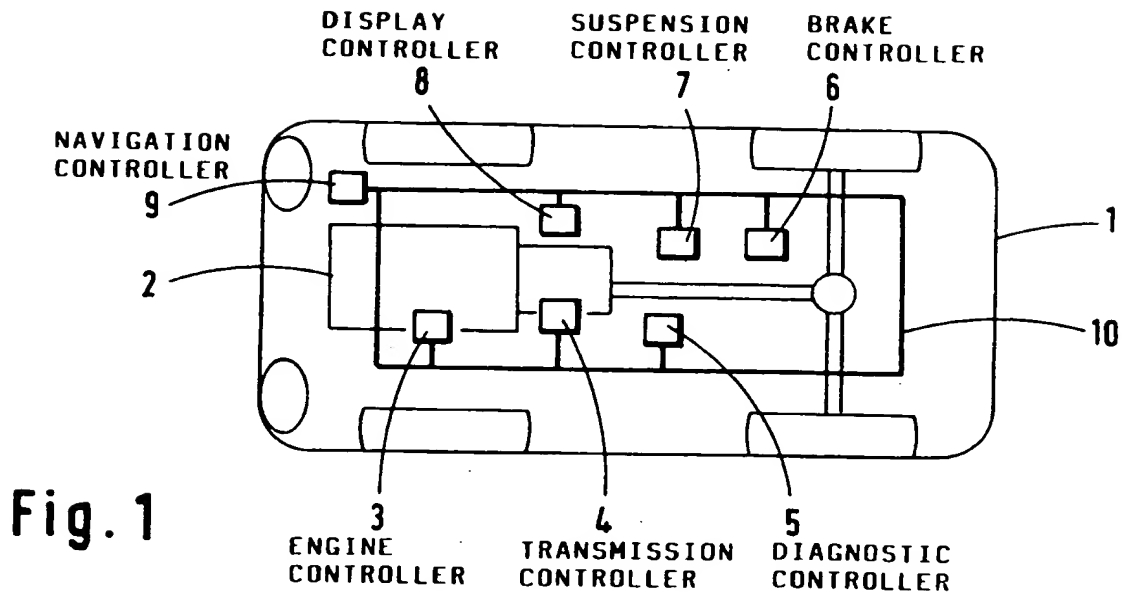 DISPLAY
CONTROLLER
8
SUSPENSION
CONTROLLER
7
BRAKE
CONTROLLER
6
NAVIGATION
CONTROLLER
9
1
2
10
Fig. 1
3
ENGINE
CONTROLLER
4
TRANSMISSION
CONTROLLER
5
DIAGNOSTIC
CONTROLLER